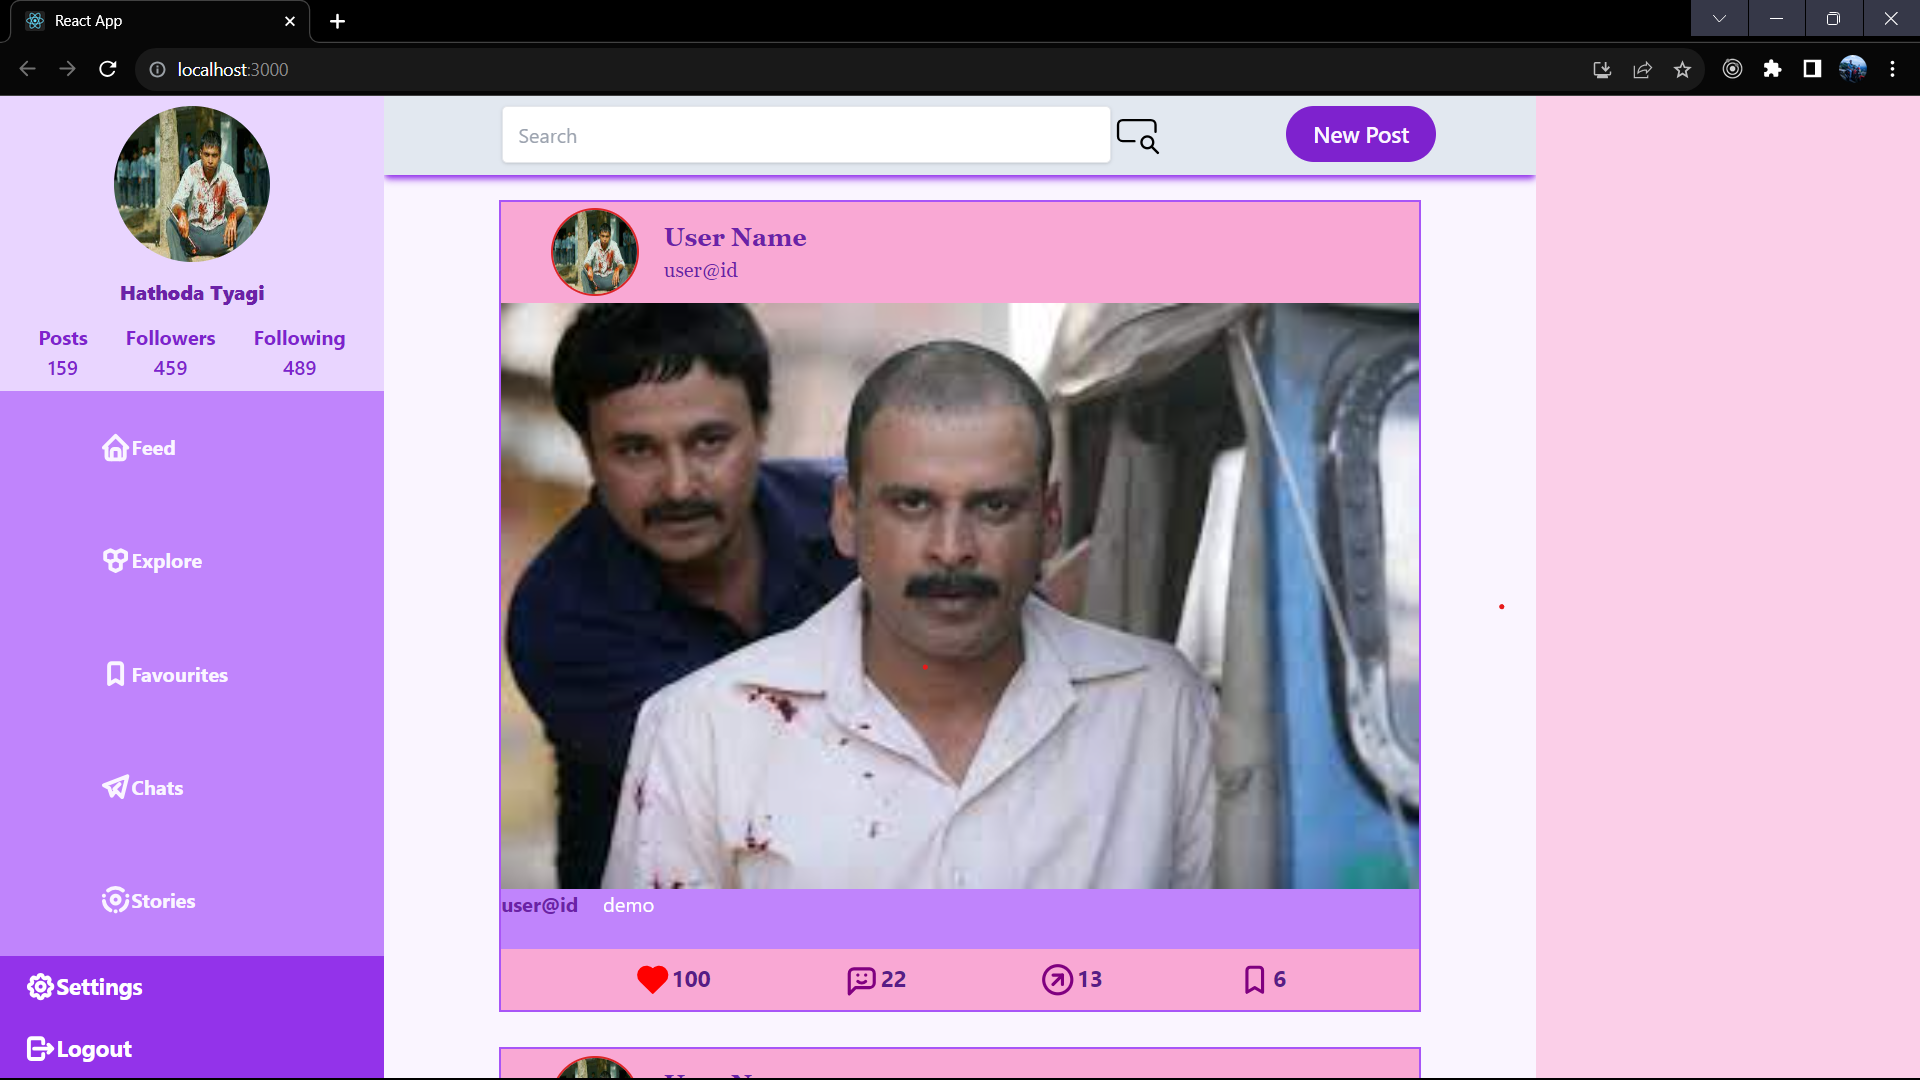 React App
localhost:3000
Search
New Post
Hathoda Tyagi
Posts Followers Following
159 459 489
Feed
Explore
Favourites
Chats
Stories
Settings
Logout
User Name
user@id
user@id demo
100 22 13 6